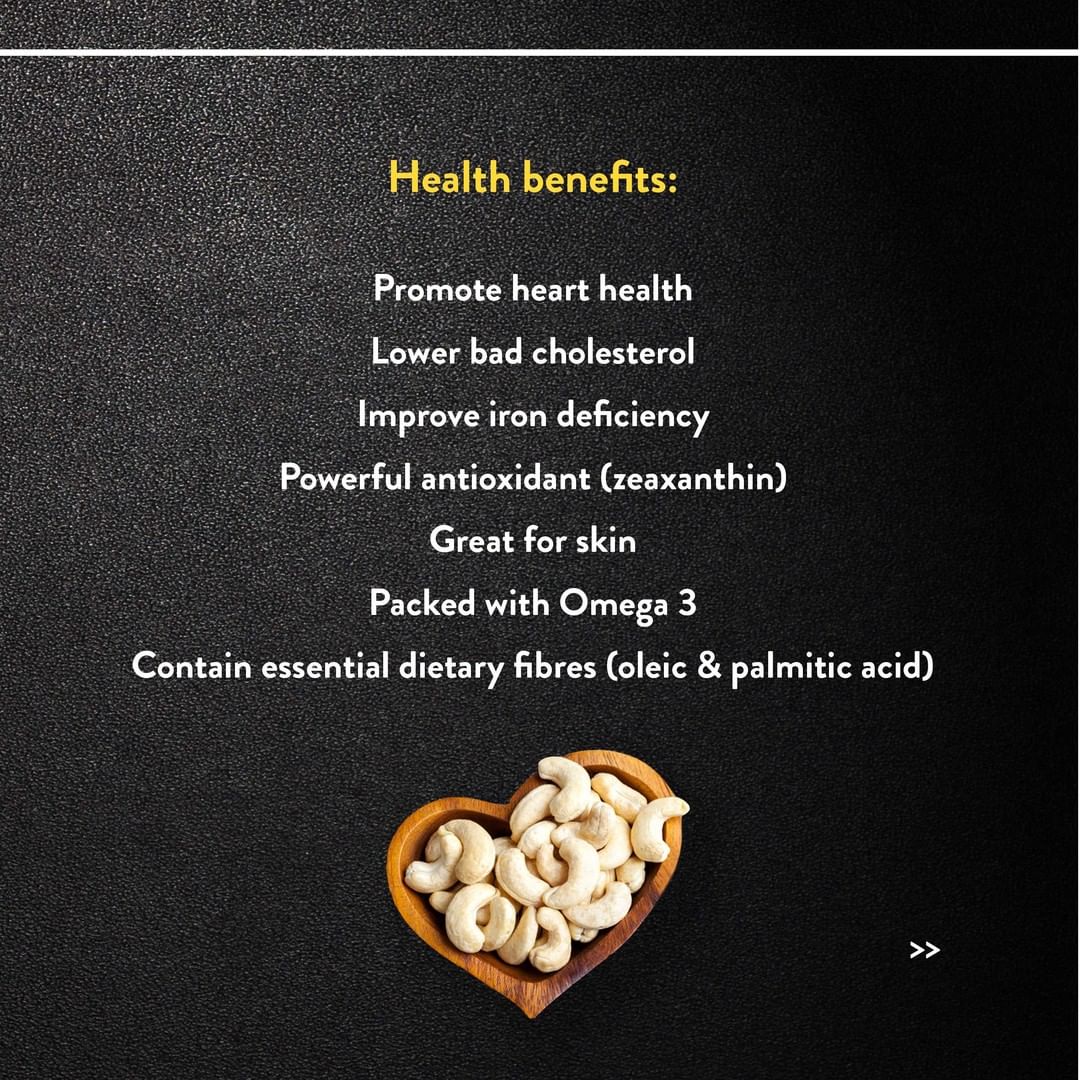 Health benefits:
Promote heart health
Lower bad cholesterol
Improve iron deficiency
Powerful antioxidant (zeaxanthin)
Great for skin
Packed with Omega 3
Contain essential dietary fibres (oleic & palmitic acid)
>>